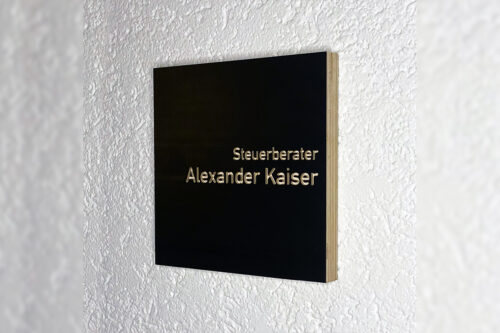 Steuerberater
Alexander Kaiser